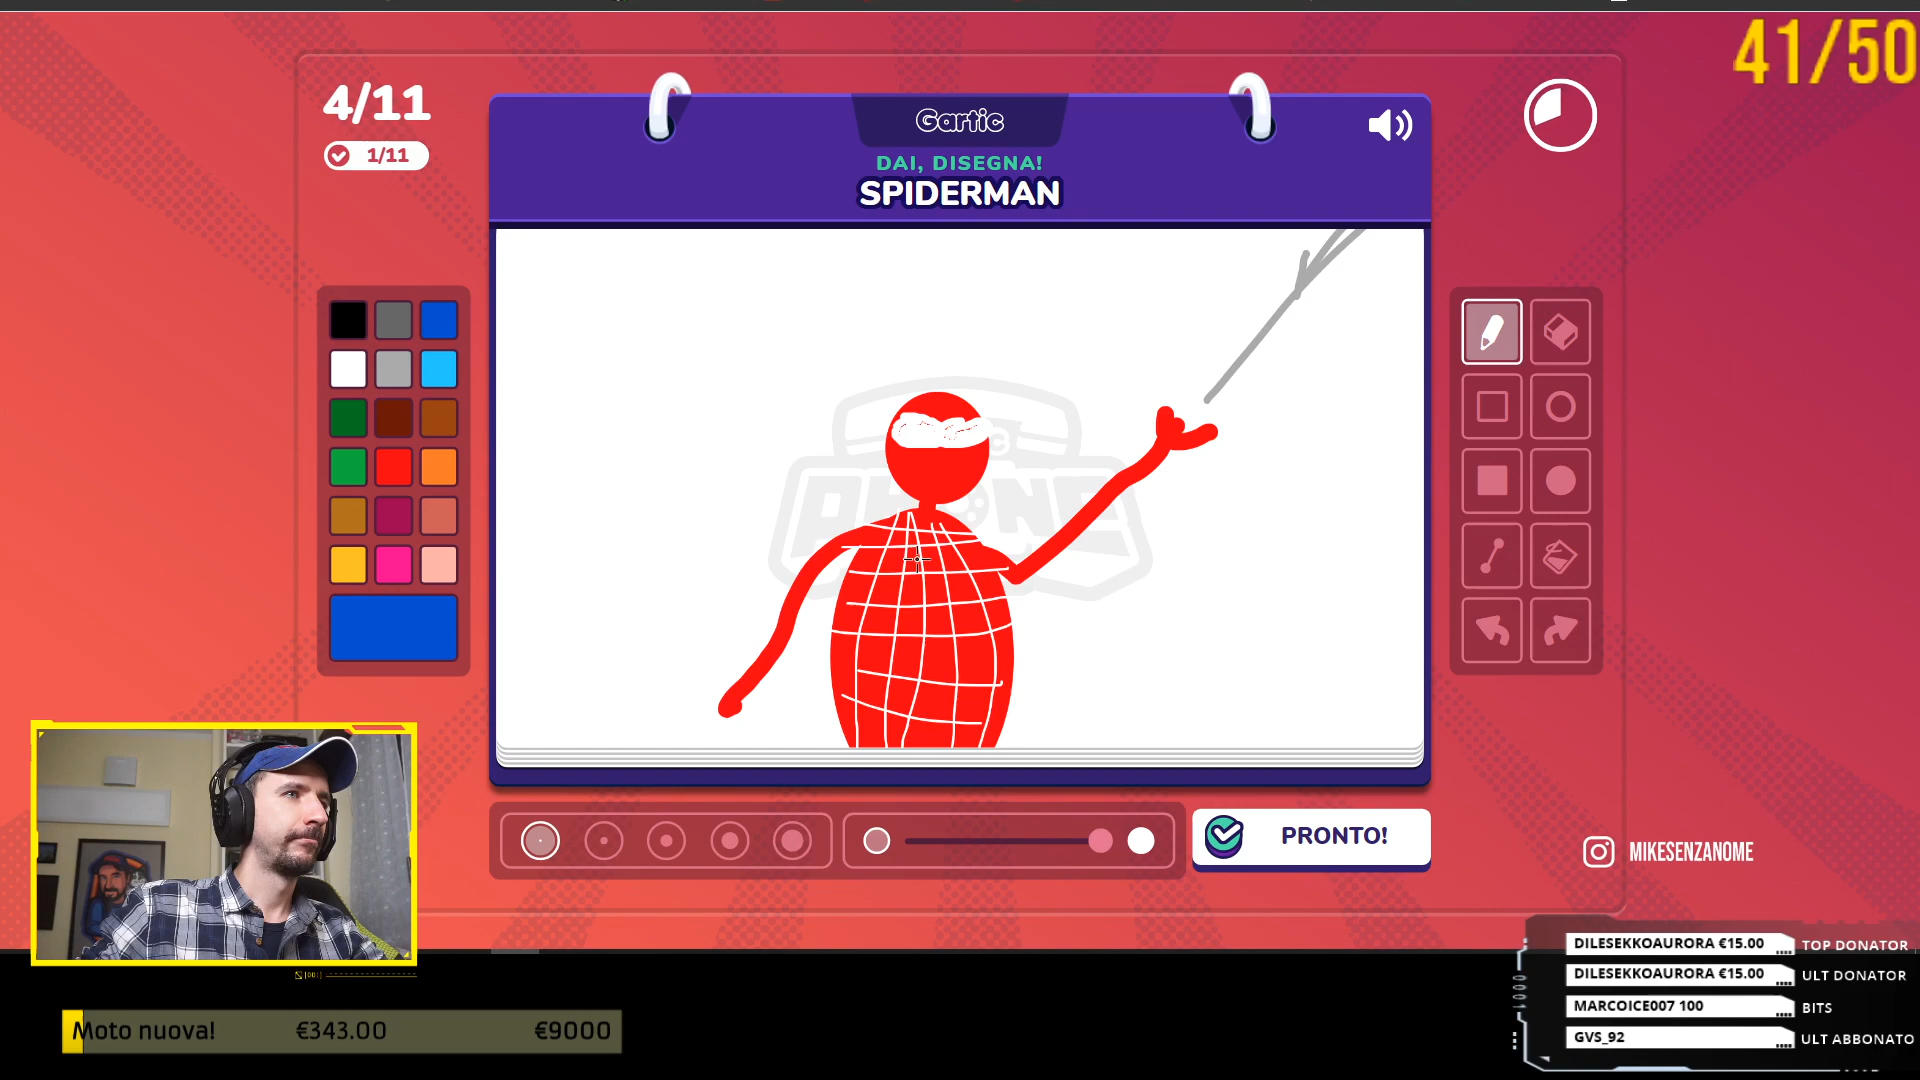 41/50
4/11
1/11
Gartic
DAI, DISEGNA!
SPIDERMAN
PHONE
PRONTO!
MIKESENZANOME
DILESEKKOAURORA €15.00 TOP DONATOR
DILESEKKOAURORA €15.00 ULT DONATOR
MARCOICE007 100 BITS
GVS_92 ULT ABBONATO
Moto nuova! €343.00 €9000